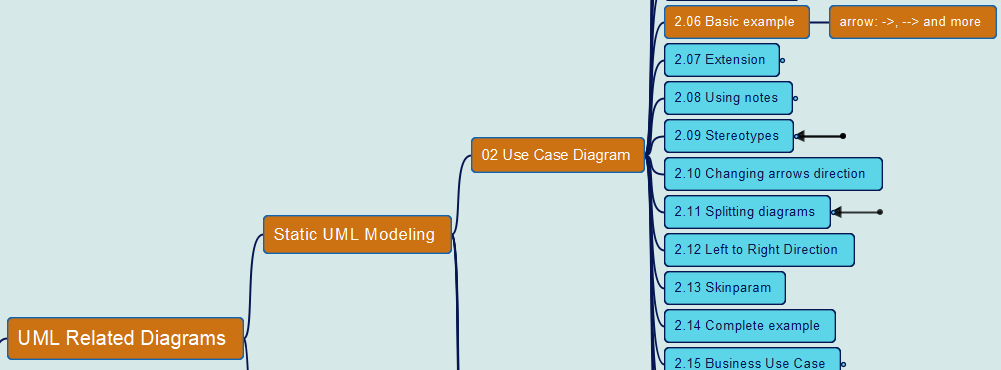 2.06 Basic example
arrow: ->, --> and more
2.07 Extension
2.08 Using notes
2.09 Stereotypes
02 Use Case Diagram
2.10 Changing arrows direction
2.11 Splitting diagrams
Static UML Modeling
2.12 Left to Right Direction
2.13 Skinparam
2.14 Complete example
UML Related Diagrams
2.15 Business Use Case